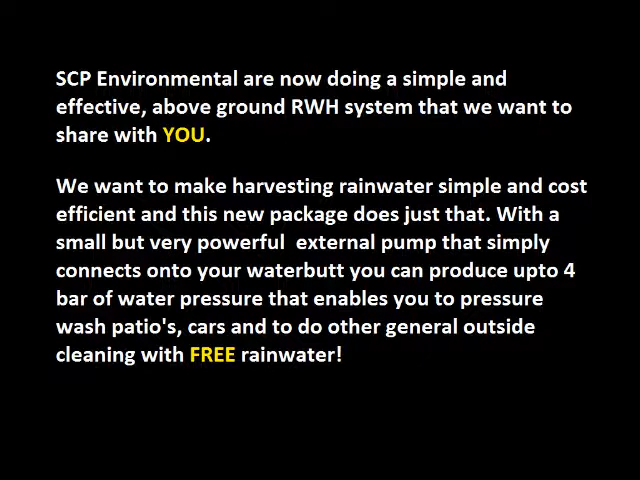 SCP Environmental are now doing a simple and
effective, above ground RWH system that we want to
share with YOU.
We want to make harvesting rainwater simple and cost
efficient and this new package does just that. With a
small but very powerful  external pump that simply
connects onto your waterbutt you can produce upto 4
bar of water pressure that enables you to pressure
wash patio's, cars and to do other general outside
cleaning with FREE rainwater!